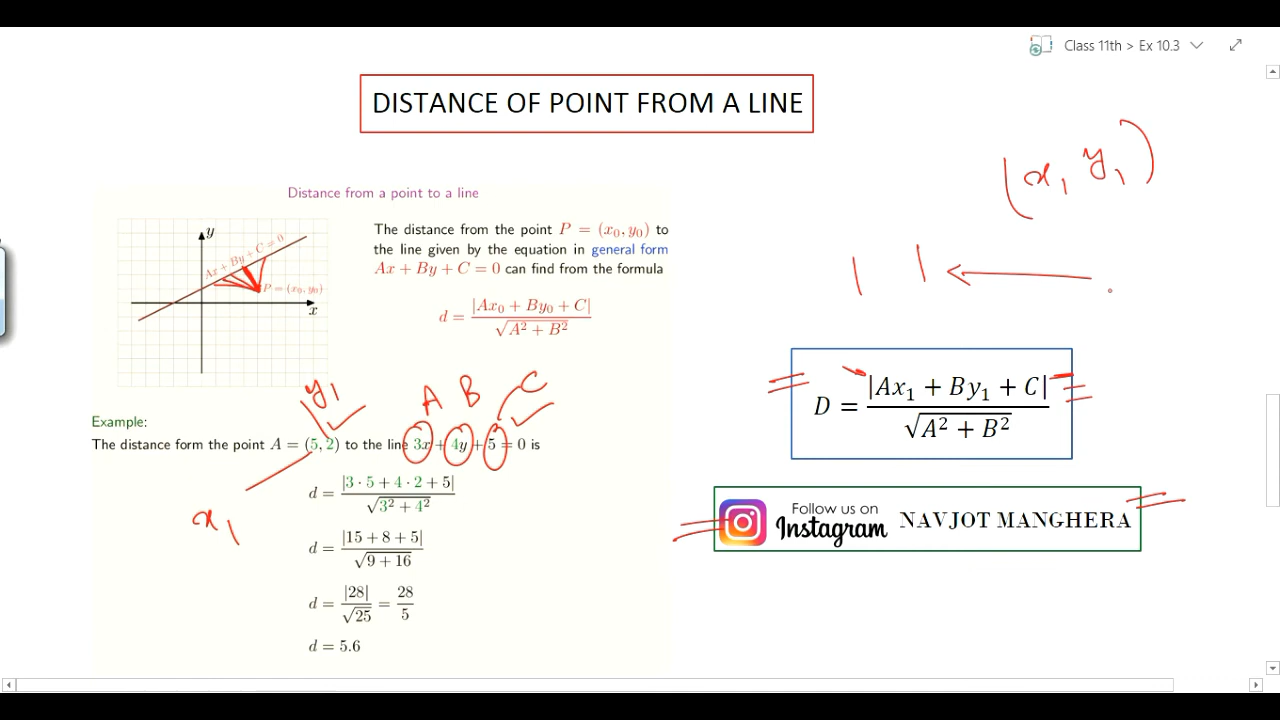 Class 11th > Ex 10.3
DISTANCE OF POINT FROM A LINE
(x₁ y₁)
Distance from a point to a line
y
Ax + By + C = 0
P = (x₀, y₀)
x
The distance from the point P = (x₀, y₀) to
the line given by the equation in general form
Ax + By + C = 0 can find from the formula
d = |Ax₀ + By₀ + C| / √(A² + B²)
| |
D = |Ax₁ + By₁ + C| / √(A² + B²)
y₁ A B C
Example:
The distance form the point A = (5, 2) to the line 3x + 4y + 5 = 0 is
x₁
d = |3 · 5 + 4 · 2 + 5| / √(3² + 4²)
d = |15 + 8 + 5| / √(9 + 16)
d = |28| / √25 = 28 / 5
d = 5.6
Follow us on
Instagram
NAVJOT MANGHERA